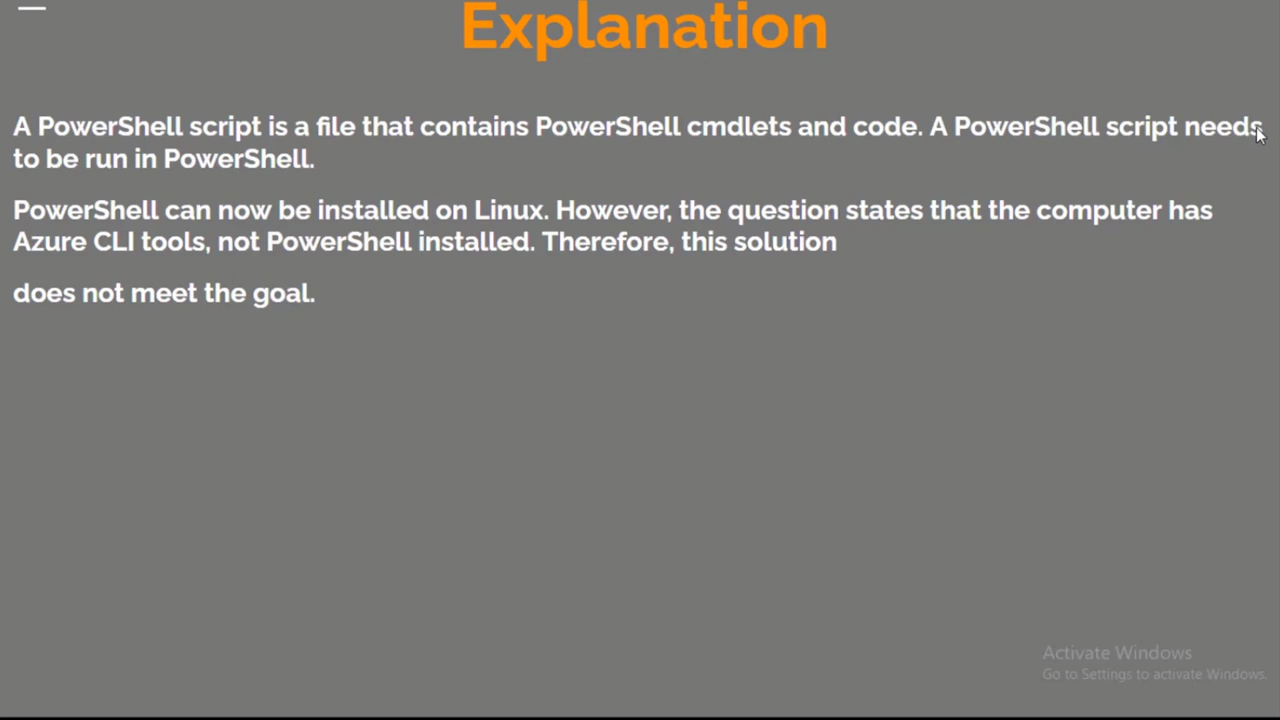 Explanation
A PowerShell script is a file that contains PowerShell cmdlets and code. A PowerShell script needs
to be run in PowerShell.
PowerShell can now be installed on Linux. However, the question states that the computer has
Azure CLI tools, not PowerShell installed. Therefore, this solution
does not meet the goal.
Activate Windows
Go to Settings to activate Windows.